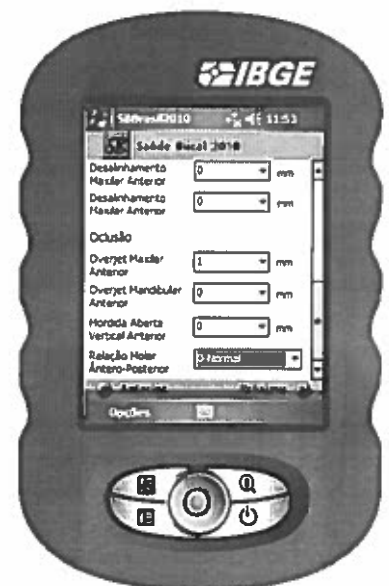 IBGE
SBBrasil2010 11:53
Saúde Bucal 2010
Desalinhamento
Maxilar Anterior
0 mm
Desalinhamento
Maxilar Anterior
0 mm
Oclusão
Overjet Maxilar
Anterior
1 mm
Overjet Mandibular
Anterior
0 mm
Mordida Aberta
Vertical Anterior
0 mm
Relação Molar
Ântero-Posterior
0-Normal
Opções